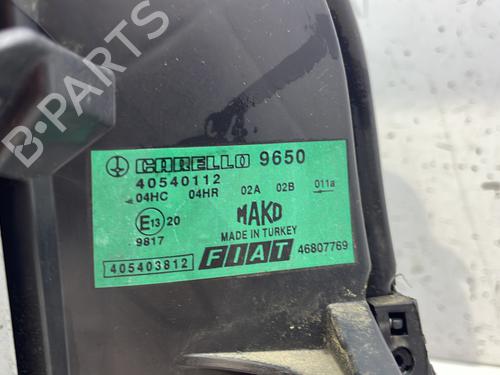 B-PARTS
CARELLO 9650
40540112
04HC 04HR 02A 02B 011a
E13 20 MAKO
9817 MADE IN TURKEY
405403812 FIAT 46807769